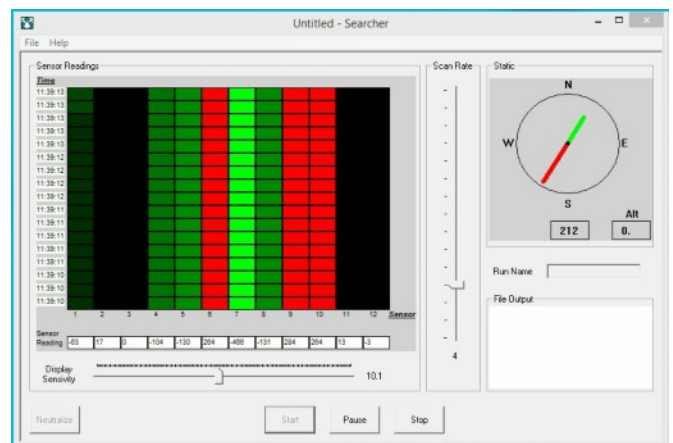 Untitled - Searcher
File Help
Sensor Readings
Time
11:39:13
11:39:13
11:39:13
11:39:13
11:39:13
11:39:12
11:39:12
11:39:12
11:39:12
11:39:11
11:39:11
11:39:11
11:39:11
11:39:11
11:39:10
11:39:10
11:39:10
1 2 3 4 5 6 7 8 9 10 11 12 Sensor
Sensor
Reading -63 17 0 -104 -130 264 -466 -131 284 264 13 -3
Display
Sensivity
10.1
Scan Rate
4
Static
N
W E
S
Alt
212 0.
Run Name
File Output
Neutralize Start Pause Stop